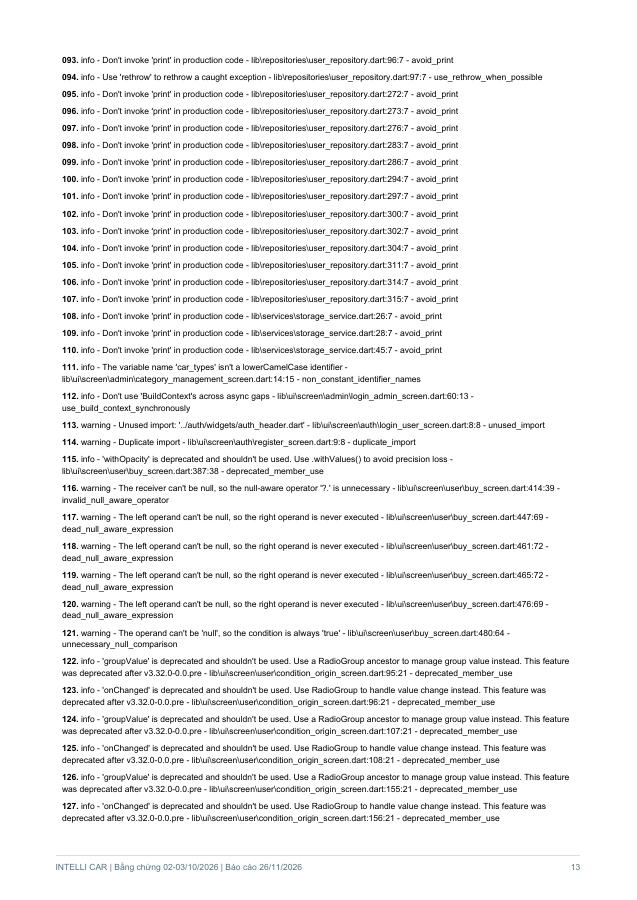 093. info - Don't invoke 'print' in production code - lib\repositories\user_repository.dart:96:7 - avoid_print
094. info - Use 'rethrow' to rethrow a caught exception - lib\repositories\user_repository.dart:97:7 - use_rethrow_when_possible
095. info - Don't invoke 'print' in production code - lib\repositories\user_repository.dart:272:7 - avoid_print
096. info - Don't invoke 'print' in production code - lib\repositories\user_repository.dart:273:7 - avoid_print
097. info - Don't invoke 'print' in production code - lib\repositories\user_repository.dart:276:7 - avoid_print
098. info - Don't invoke 'print' in production code - lib\repositories\user_repository.dart:283:7 - avoid_print
099. info - Don't invoke 'print' in production code - lib\repositories\user_repository.dart:286:7 - avoid_print
100. info - Don't invoke 'print' in production code - lib\repositories\user_repository.dart:294:7 - avoid_print
101. info - Don't invoke 'print' in production code - lib\repositories\user_repository.dart:297:7 - avoid_print
102. info - Don't invoke 'print' in production code - lib\repositories\user_repository.dart:300:7 - avoid_print
103. info - Don't invoke 'print' in production code - lib\repositories\user_repository.dart:302:7 - avoid_print
104. info - Don't invoke 'print' in production code - lib\repositories\user_repository.dart:304:7 - avoid_print
105. info - Don't invoke 'print' in production code - lib\repositories\user_repository.dart:311:7 - avoid_print
106. info - Don't invoke 'print' in production code - lib\repositories\user_repository.dart:314:7 - avoid_print
107. info - Don't invoke 'print' in production code - lib\repositories\user_repository.dart:315:7 - avoid_print
108. info - Don't invoke 'print' in production code - lib\services\storage_service.dart:26:7 - avoid_print
109. info - Don't invoke 'print' in production code - lib\services\storage_service.dart:28:7 - avoid_print
110. info - Don't invoke 'print' in production code - lib\services\storage_service.dart:45:7 - avoid_print
111. info - The variable name 'car_types' isn't a lowerCamelCase identifier -
lib\ui\screen\admin\category_management_screen.dart:14:15 - non_constant_identifier_names
112. info - Don't use 'BuildContext's across async gaps - lib\ui\screen\admin\login_admin_screen.dart:60:13 -
use_build_context_synchronously
113. warning - Unused import: '../auth/widgets/auth_header.dart' - lib\ui\screen\auth\login_user_screen.dart:8:8 - unused_import
114. warning - Duplicate import - lib\ui\screen\auth\register_screen.dart:9:8 - duplicate_import
115. info - 'withOpacity' is deprecated and shouldn't be used. Use .withValues() to avoid precision loss -
lib\ui\screen\user\buy_screen.dart:387:38 - deprecated_member_use
116. warning - The receiver can't be null, so the null-aware operator '?.' is unnecessary - lib\ui\screen\user\buy_screen.dart:414:39 -
invalid_null_aware_operator
117. warning - The left operand can't be null, so the right operand is never executed - lib\ui\screen\user\buy_screen.dart:447:69 -
dead_null_aware_expression
118. warning - The left operand can't be null, so the right operand is never executed - lib\ui\screen\user\buy_screen.dart:461:72 -
dead_null_aware_expression
119. warning - The left operand can't be null, so the right operand is never executed - lib\ui\screen\user\buy_screen.dart:465:72 -
dead_null_aware_expression
120. warning - The left operand can't be null, so the right operand is never executed - lib\ui\screen\user\buy_screen.dart:476:69 -
dead_null_aware_expression
121. warning - The operand can't be 'null', so the condition is always 'true' - lib\ui\screen\user\buy_screen.dart:480:64 -
unnecessary_null_comparison
122. info - 'groupValue' is deprecated and shouldn't be used. Use a RadioGroup ancestor to manage group value instead. This feature
was deprecated after v3.32.0-0.0.pre - lib\ui\screen\user\condition_origin_screen.dart:95:21 - deprecated_member_use
123. info - 'onChanged' is deprecated and shouldn't be used. Use RadioGroup to handle value change instead. This feature was
deprecated after v3.32.0-0.0.pre - lib\ui\screen\user\condition_origin_screen.dart:96:21 - deprecated_member_use
124. info - 'groupValue' is deprecated and shouldn't be used. Use a RadioGroup ancestor to manage group value instead. This feature
was deprecated after v3.32.0-0.0.pre - lib\ui\screen\user\condition_origin_screen.dart:107:21 - deprecated_member_use
125. info - 'onChanged' is deprecated and shouldn't be used. Use RadioGroup to handle value change instead. This feature was
deprecated after v3.32.0-0.0.pre - lib\ui\screen\user\condition_origin_screen.dart:108:21 - deprecated_member_use
126. info - 'groupValue' is deprecated and shouldn't be used. Use a RadioGroup ancestor to manage group value instead. This feature
was deprecated after v3.32.0-0.0.pre - lib\ui\screen\user\condition_origin_screen.dart:155:21 - deprecated_member_use
127. info - 'onChanged' is deprecated and shouldn't be used. Use RadioGroup to handle value change instead. This feature was
deprecated after v3.32.0-0.0.pre - lib\ui\screen\user\condition_origin_screen.dart:156:21 - deprecated_member_use
INTELLI CAR | Bằng chứng 02-03/10/2026 | Báo cáo 26/11/2026 13